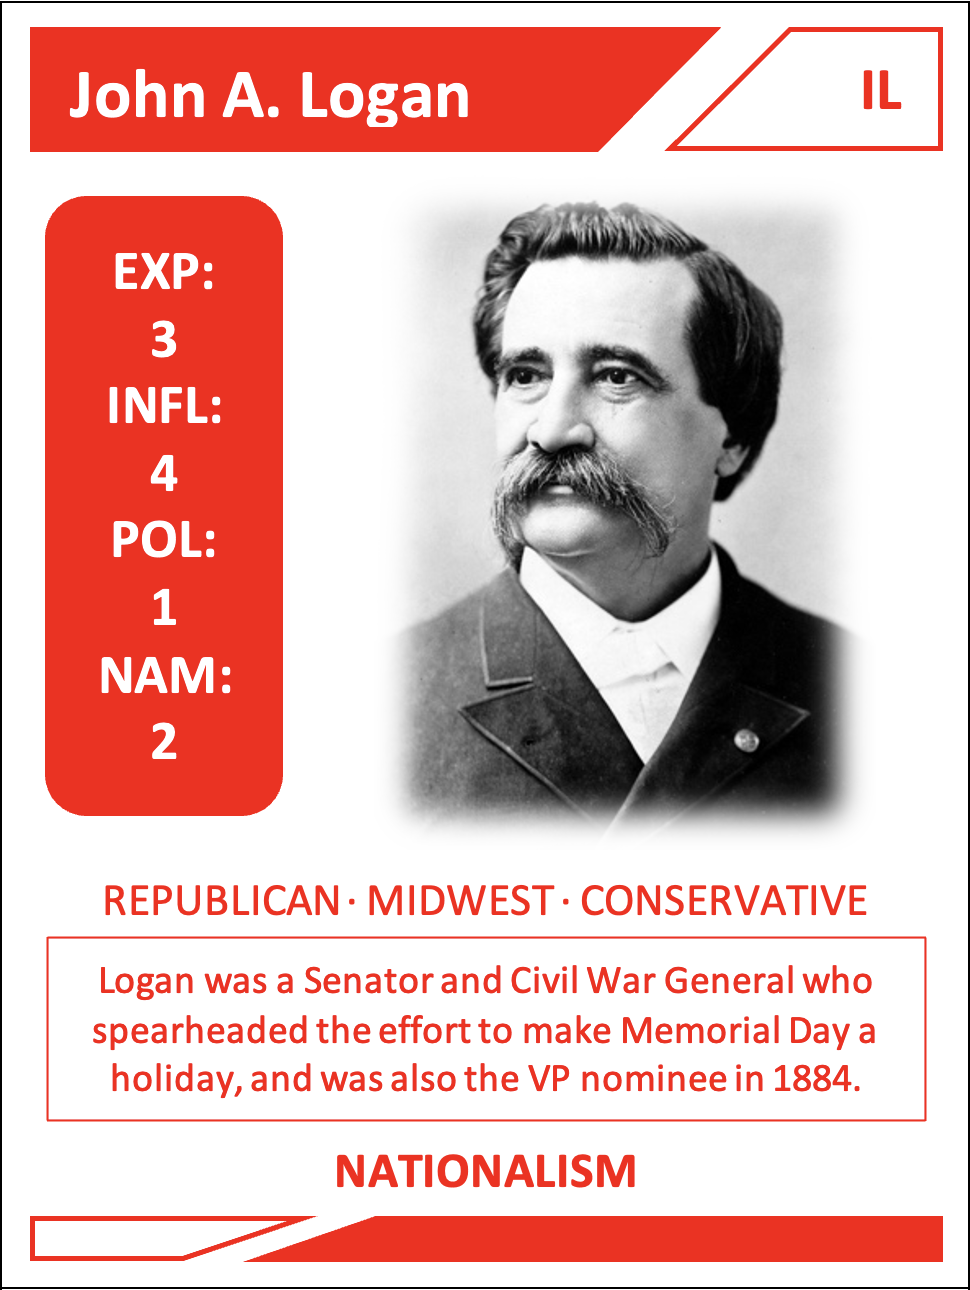 John A. Logan
IL
EXP:
3
INFL:
4
POL:
1
NAM:
2
REPUBLICAN · MIDWEST · CONSERVATIVE
Logan was a Senator and Civil War General who
spearheaded the effort to make Memorial Day a
holiday, and was also the VP nominee in 1884.
NATIONALISM